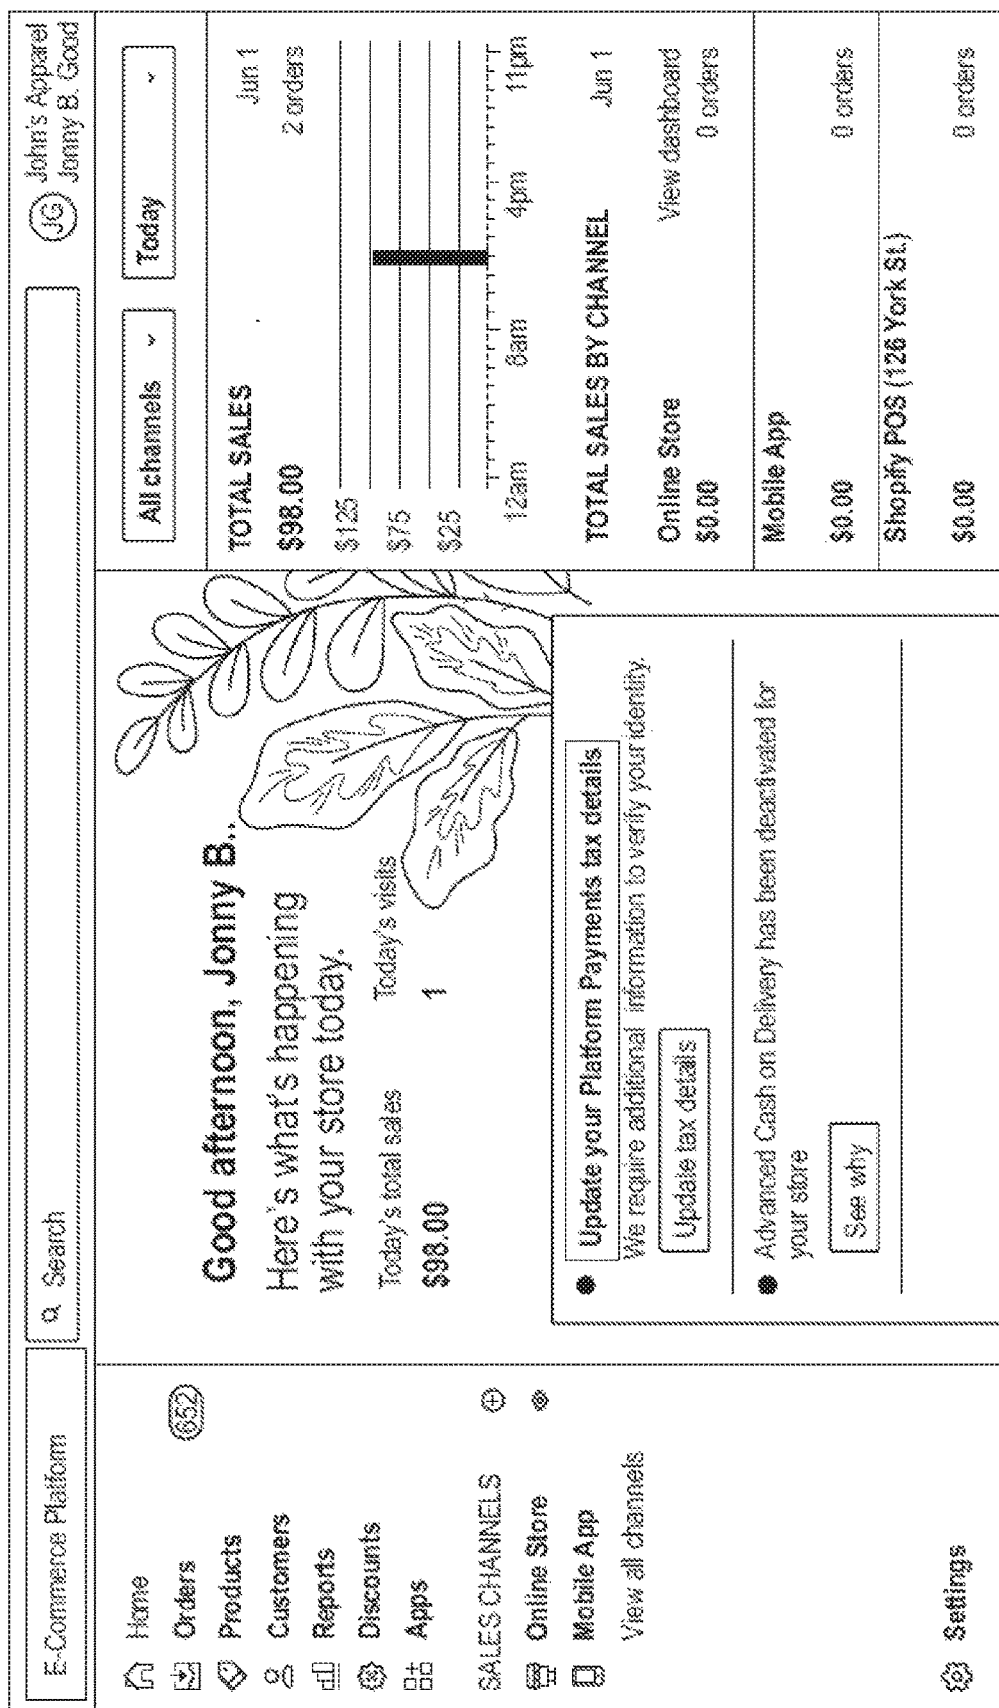 E-Commerce Platform
Search
JG
John's Apparel
Jonny B. Good
Home
Orders
652
Products
Customers
Reports
Discounts
Apps
SALES CHANNELS
Online Store
Mobile App
View all channels
Settings
Good afternoon, Jonny B..
Here's what's happening
with your store today.
Today's total sales
Today's visits
$98.00
1
Update your Platform Payments tax details
We require additional information to verify your identity.
Update tax details
Advanced Cash on Delivery has been deactivated for
your store
See why
All channels
Today
TOTAL SALES
Jun 1
$98.00
2 orders
$125
$75
$25
12am
8am
4pm
11pm
TOTAL SALES BY CHANNEL
Jun 1
Online Store
View dashboard
$0.00
0 orders
Mobile App
$0.00
0 orders
Shopify POS (126 York St.)
$0.00
0 orders